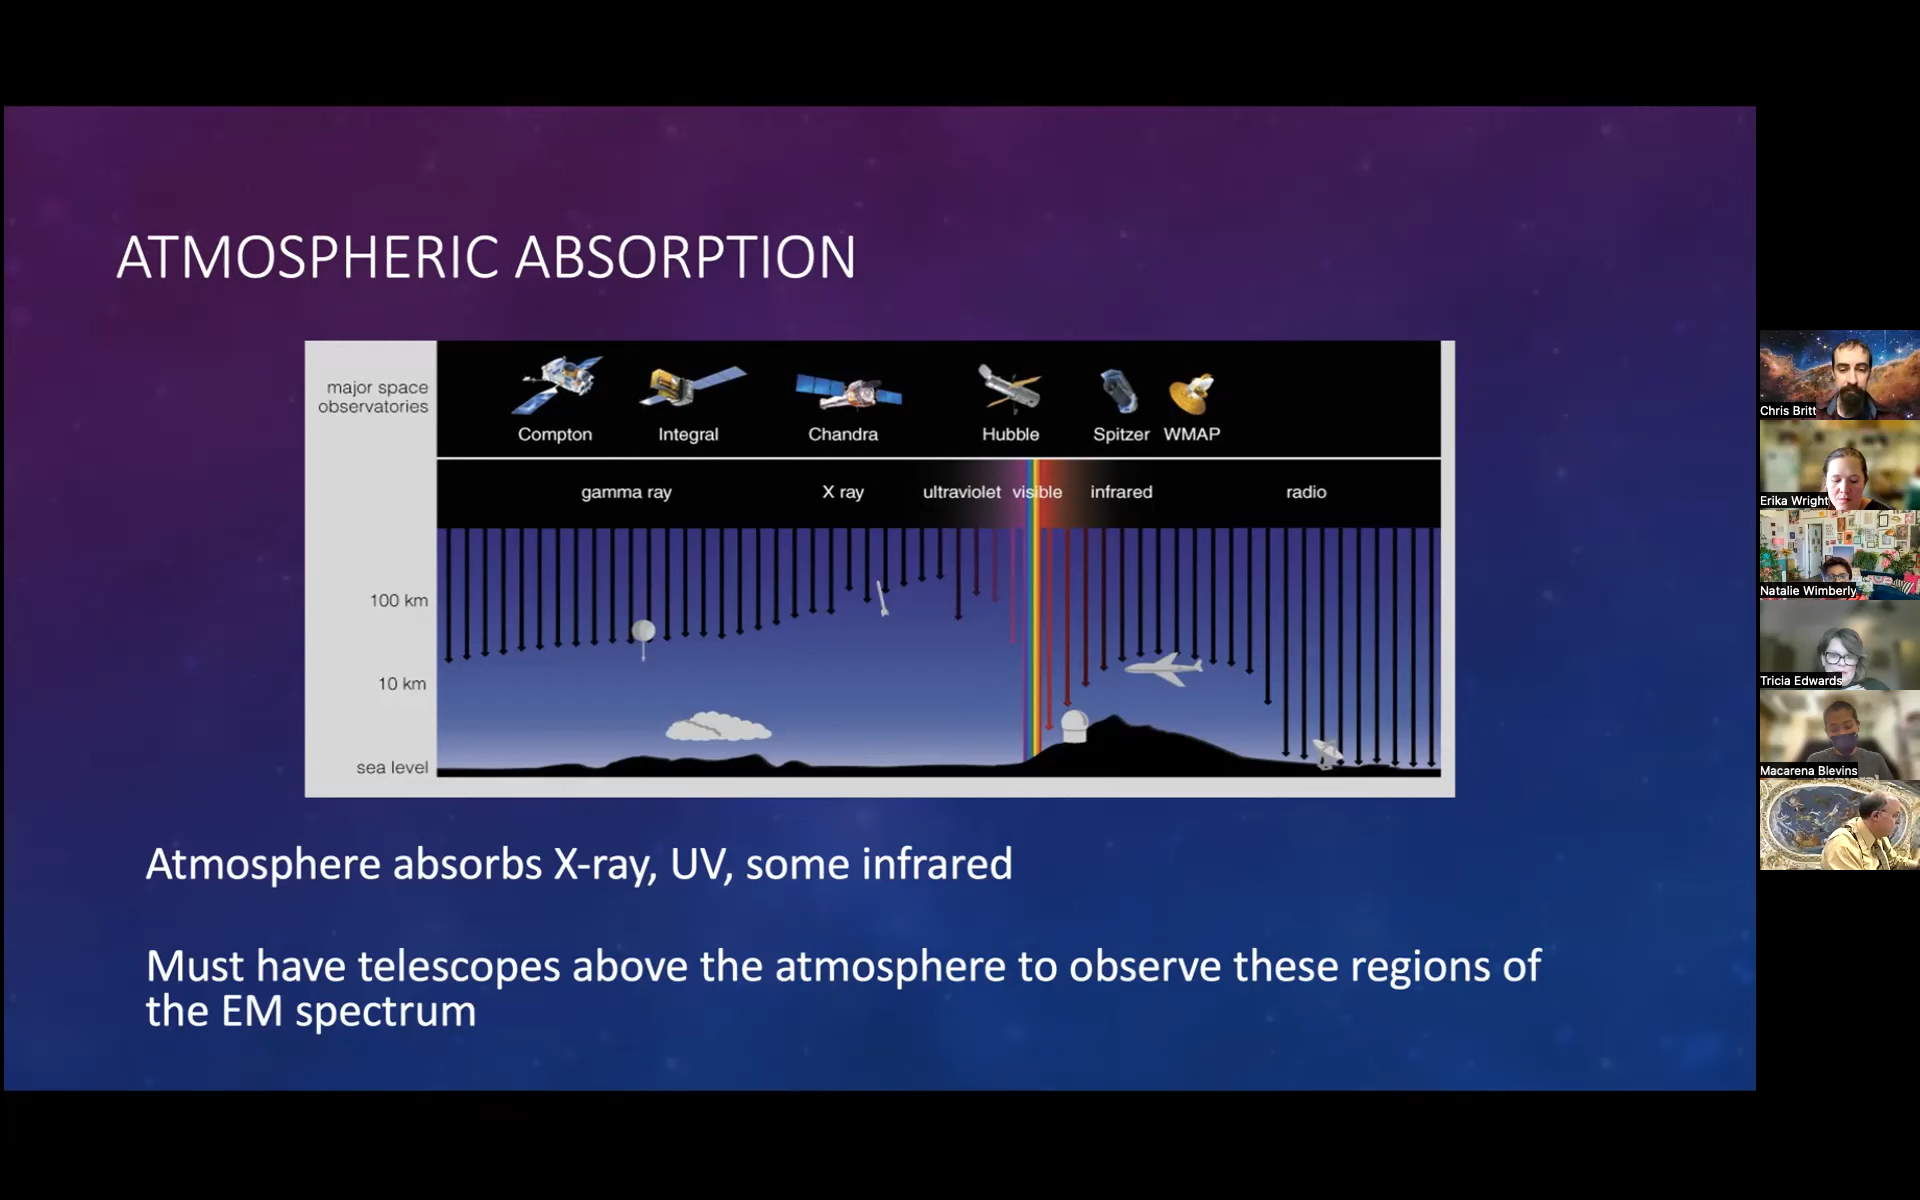 ATMOSPHERIC ABSORPTION
major space
observatories
Compton
Integral
Chandra
Hubble
Spitzer
WMAP
gamma ray
X ray
ultraviolet
visible
infrared
radio
100 km
10 km
sea level
Atmosphere absorbs X-ray, UV, some infrared
Must have telescopes above the atmosphere to observe these regions of
the EM spectrum
Chris Britt
Erika Wright
Natalie Wimberly
Tricia Edwards
Macarena Blevins